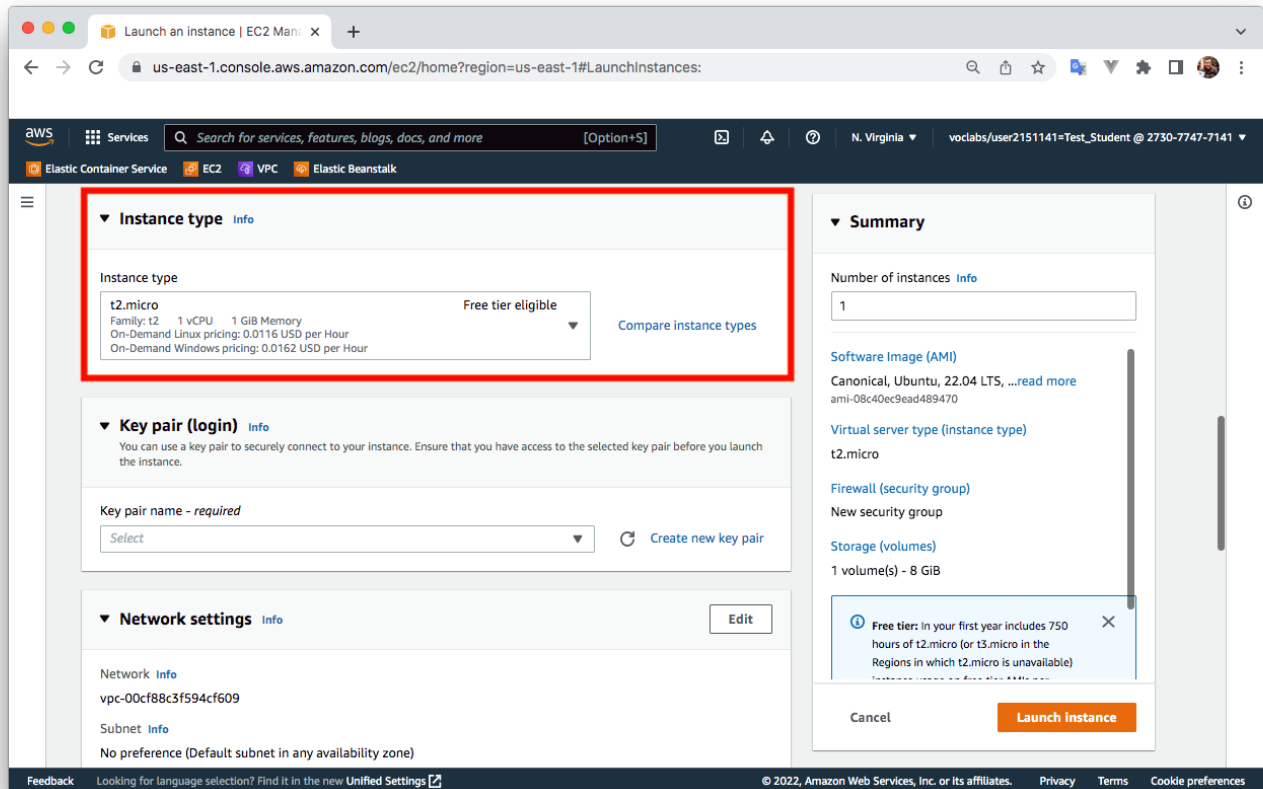 Launch an instance | EC2 Man
us-east-1.console.aws.amazon.com/ec2/home?region=us-east-1#LaunchInstances:
aws
Services
Search for services, features, blogs, docs, and more
[Option+S]
N. Virginia
voclabs/user2151141=Test_Student @ 2730-7747-7141
Elastic Container Service
EC2
VPC
Elastic Beanstalk
Instance type Info
Instance type
t2.micro
Free tier eligible
Family: t2 1 vCPU 1 GiB Memory
On-Demand Linux pricing: 0.0116 USD per Hour
On-Demand Windows pricing: 0.0162 USD per Hour
Compare instance types
Key pair (login) Info
You can use a key pair to securely connect to your instance. Ensure that you have access to the selected key pair before you launch
the instance.
Key pair name - required
Select
Create new key pair
Network settings Info
Edit
Network Info
vpc-00cf88c3f594cf609
Subnet Info
No preference (Default subnet in any availability zone)
Summary
Number of instances Info
1
Software Image (AMI)
Canonical, Ubuntu, 22.04 LTS, ...read more
ami-08c40ec9ead489470
Virtual server type (instance type)
t2.micro
Firewall (security group)
New security group
Storage (volumes)
1 volume(s) - 8 GiB
Free tier: In your first year includes 750
hours of t2.micro (or t3.micro in the
Regions in which t2.micro is unavailable)
instance usage on free tier AMIs per
Cancel
Launch instance
Feedback
Looking for language selection? Find it in the new Unified Settings
© 2022, Amazon Web Services, Inc. or its affiliates.
Privacy
Terms
Cookie preferences